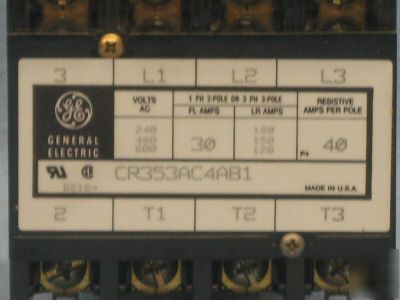 3 L1 L2 L3
VOLTS AC
1 PH 2-POLE OR 3 PH 3-POLE
FL AMPS LR AMPS
RESISTIVE AMPS PER POLE
GE
GENERAL ELECTRIC
240 180
480 30 150 40
600 120
CR353AC4AB1
MADE IN U.S.A.
2 T1 T2 T3